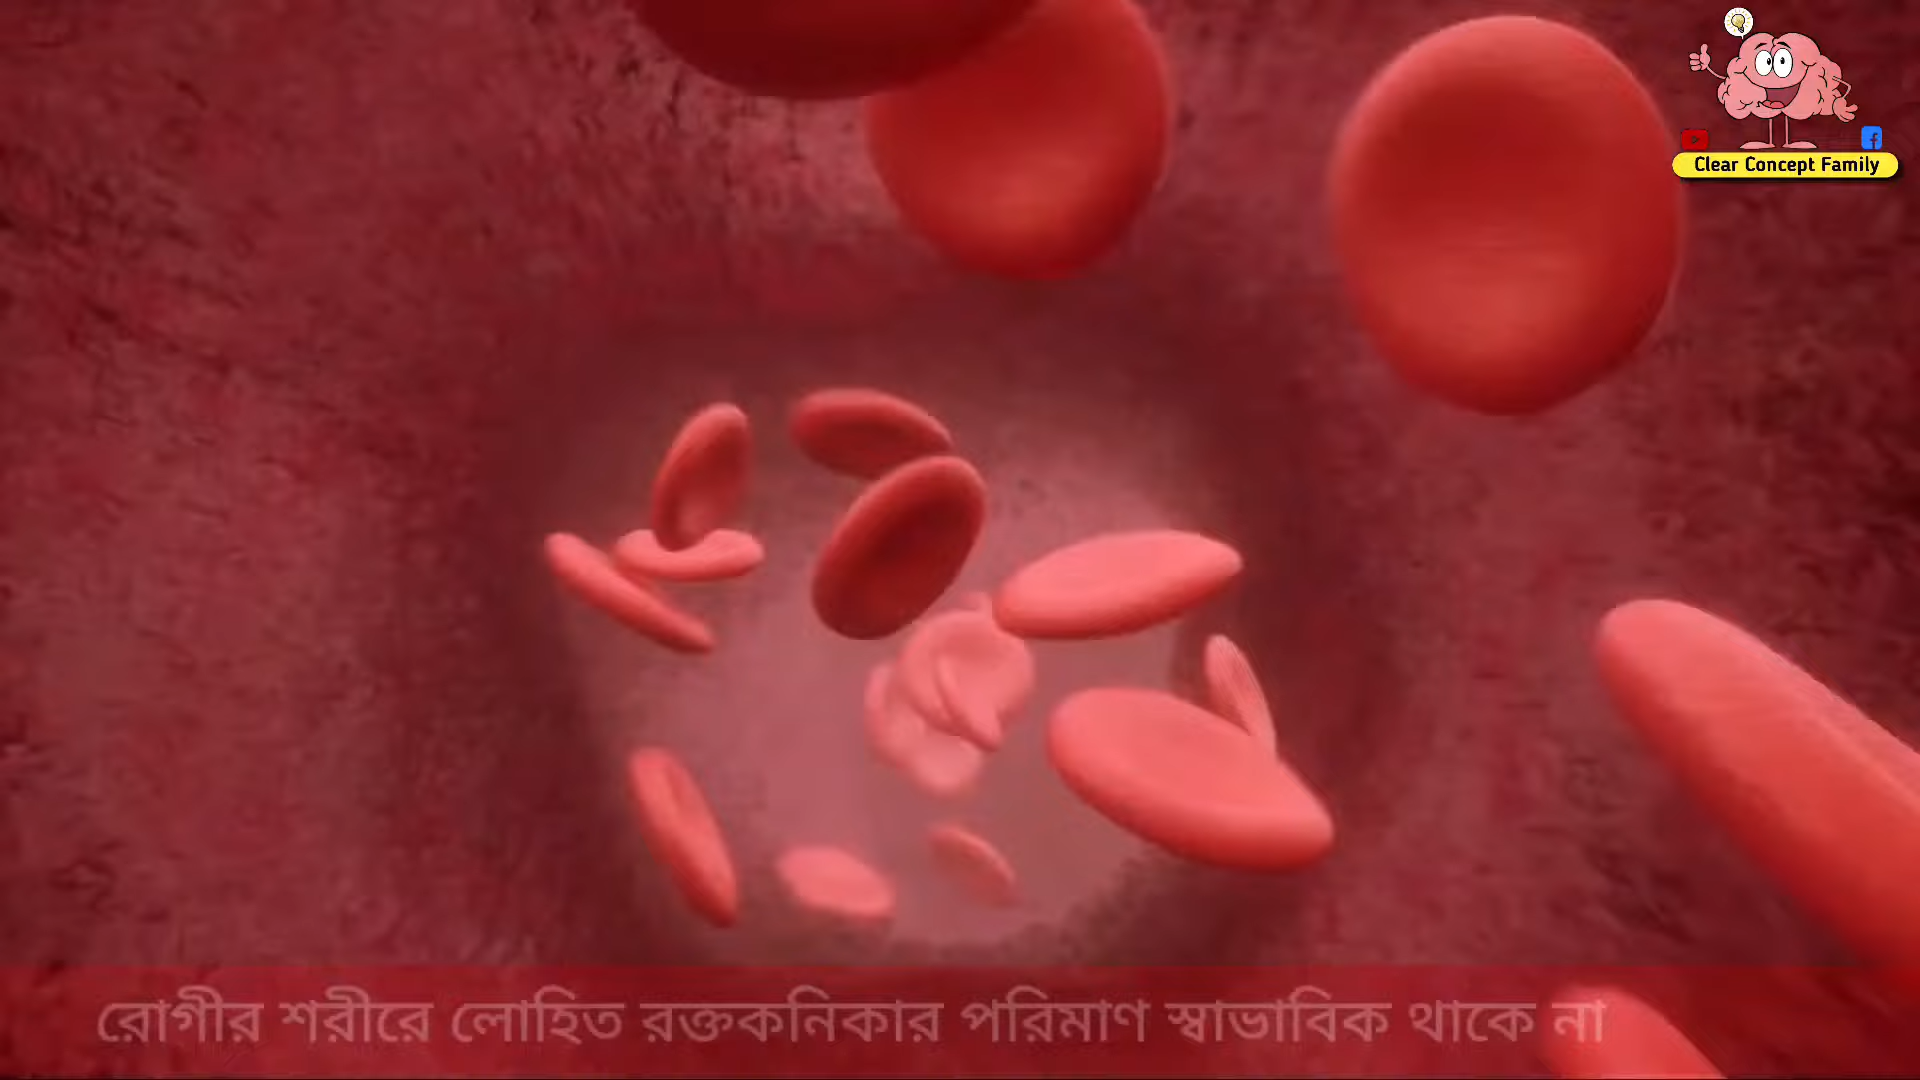 Clear Concept Family
রোগীর শরীরে লোহিত রক্তকনিকার পরিমাণ স্বাভাবিক থাকে না